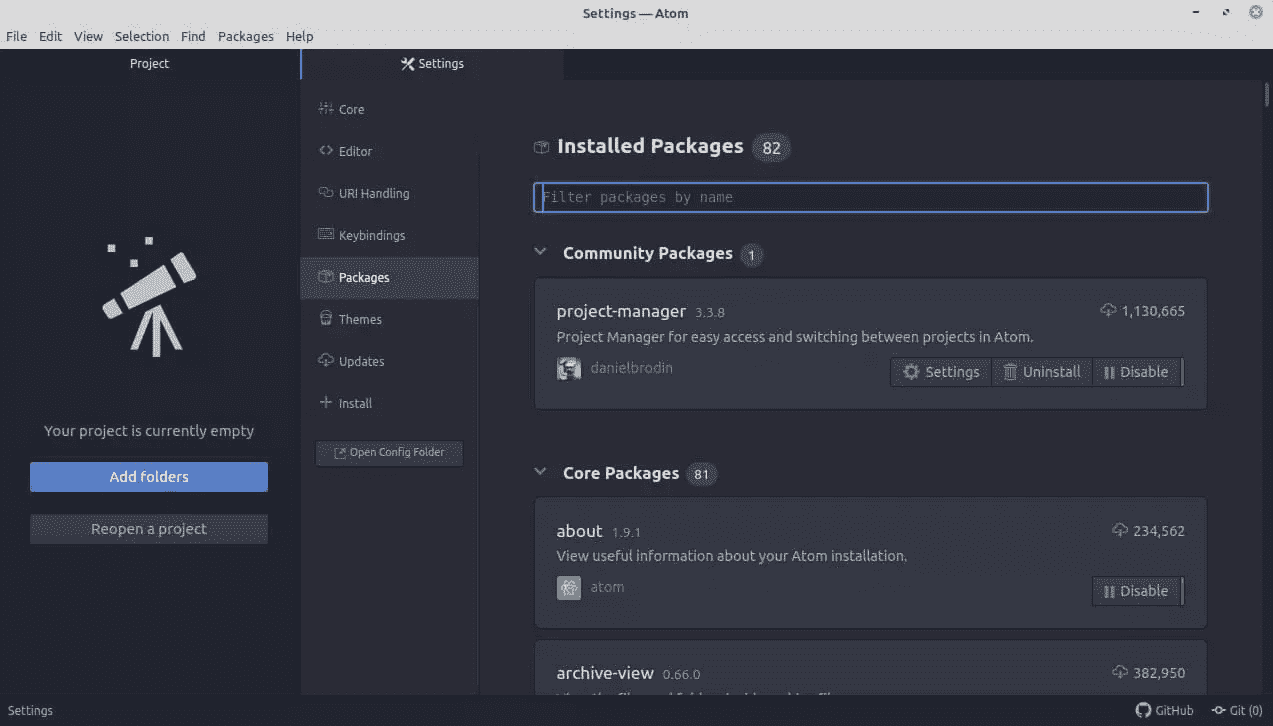 Settings — Atom
File Edit View Selection Find Packages Help
Project
Settings
Core
Editor
URI Handling
Keybindings
Packages
Themes
Updates
Install
Open Config Folder
Your project is currently empty
Add folders
Reopen a project
Installed Packages 82
Filter packages by name
Community Packages 1
project-manager 3.3.8 1,130,665
Project Manager for easy access and switching between projects in Atom.
danielbrodin Settings Uninstall Disable
Core Packages 81
about 1.9.1 234,562
View useful information about your Atom installation.
atom Disable
archive-view 0.66.0 382,950
Settings GitHub Git (0)